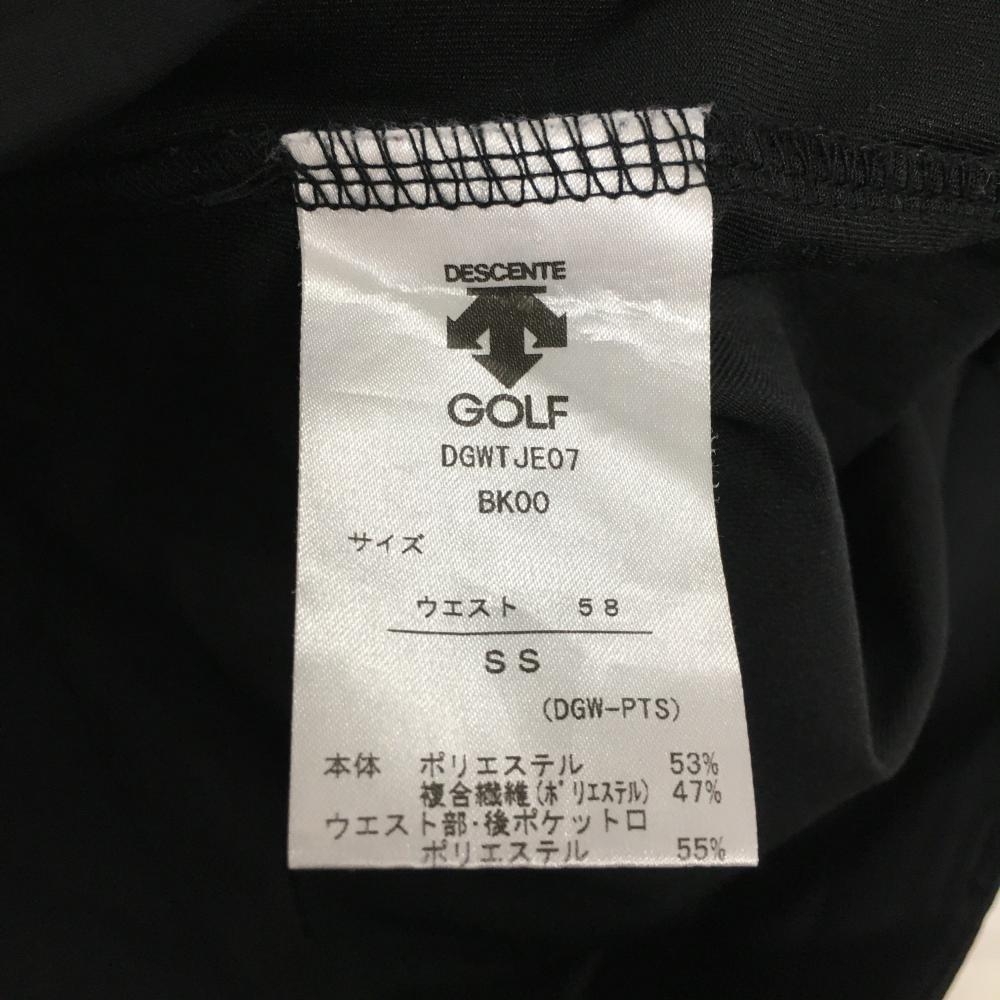 DESCENTE
GOLF
DGWTJE07
BK00
サイズ
ウエスト 58
SS
(DGW-PTS)
本体 ポリエステル 53%
複合繊維(ポリエステル) 47%
ウエスト部・後ポケット口
ポリエステル 55%